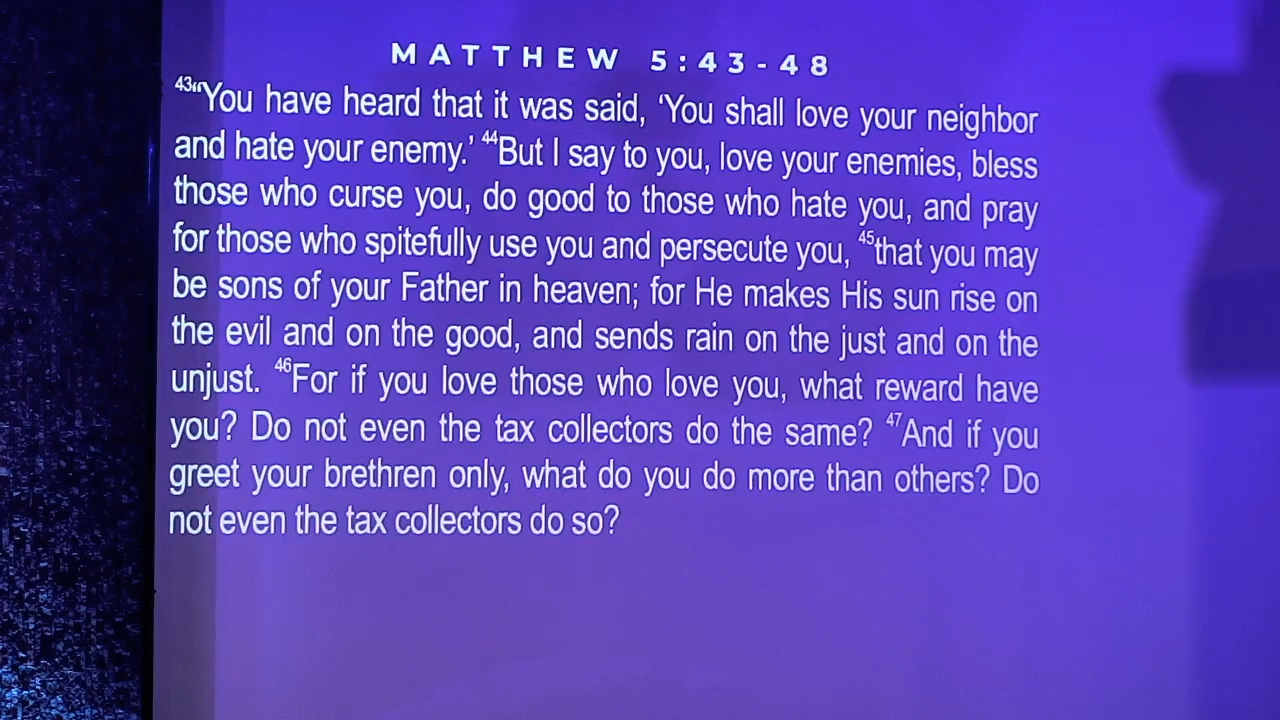 MATTHEW 5:43-48
43“You have heard that it was said, ‘You shall love your neighbor
and hate your enemy.’ 44But I say to you, love your enemies, bless
those who curse you, do good to those who hate you, and pray
for those who spitefully use you and persecute you, 45that you may
be sons of your Father in heaven; for He makes His sun rise on
the evil and on the good, and sends rain on the just and on the
unjust. 46For if you love those who love you, what reward have
you? Do not even the tax collectors do the same? 47And if you
greet your brethren only, what do you do more than others? Do
not even the tax collectors do so?